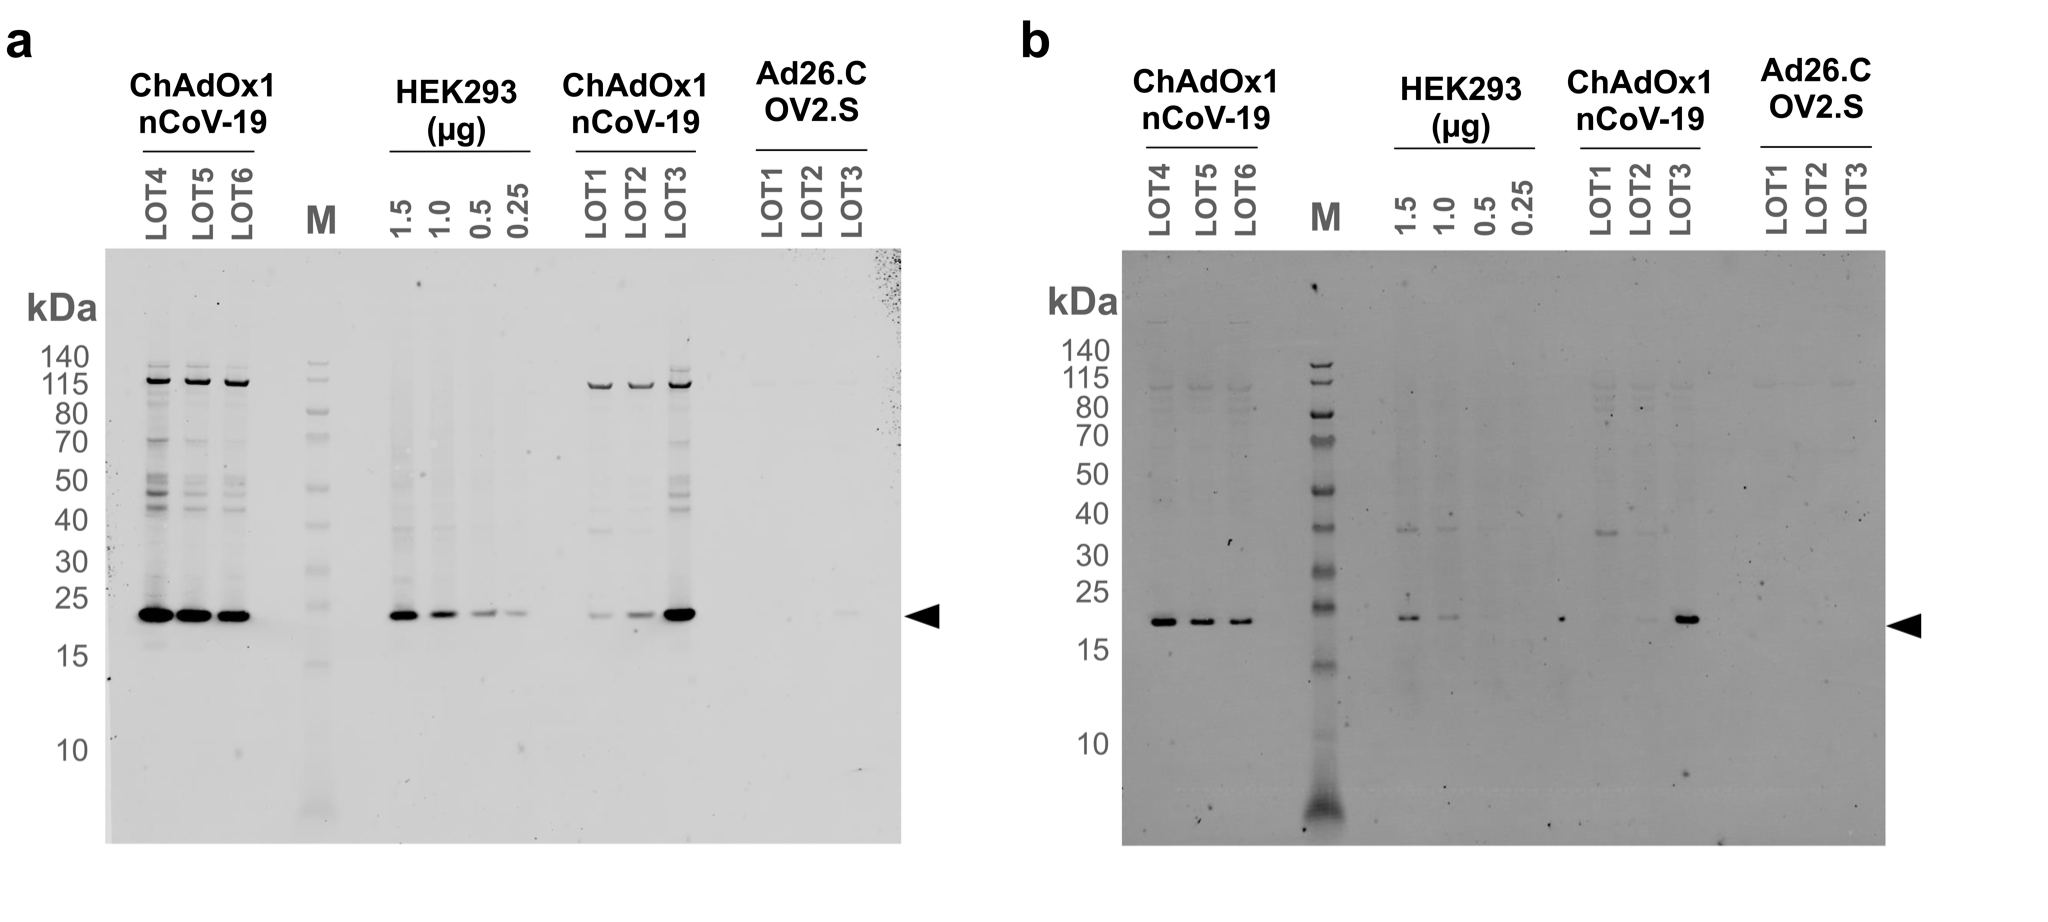 a
ChAdOx1
nCoV-19
HEK293
(µg)
ChAdOx1
nCoV-19
Ad26.C
OV2.S
LOT4
LOT5
LOT6
M
1.5
1.0
0.5
0.25
LOT1
LOT2
LOT3
LOT1
LOT2
LOT3
kDa
140
115
80
70
50
40
30
25
15
10
b
ChAdOx1
nCoV-19
HEK293
(µg)
ChAdOx1
nCoV-19
Ad26.C
OV2.S
LOT4
LOT5
LOT6
M
1.5
1.0
0.5
0.25
LOT1
LOT2
LOT3
LOT1
LOT2
LOT3
kDa
140
115
80
70
50
40
30
25
15
10